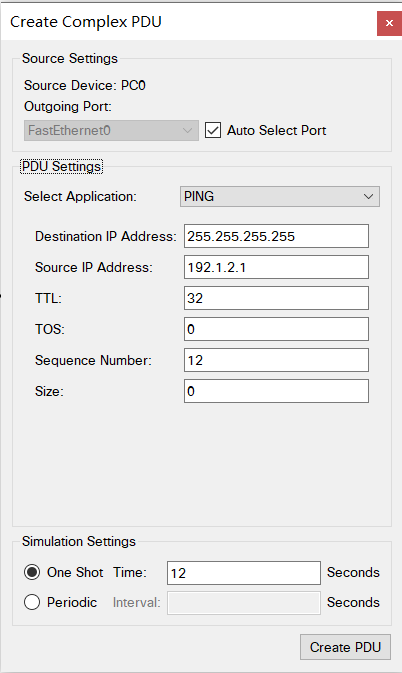 Create Complex PDU
Source Settings
Source Device: PC0
Outgoing Port:
FastEthernet0
Auto Select Port
PDU Settings
Select Application: PING
Destination IP Address: 255.255.255.255
Source IP Address: 192.1.2.1
TTL: 32
TOS: 0
Sequence Number: 12
Size: 0
Simulation Settings
One Shot Time: 12 Seconds
Periodic Interval: Seconds
Create PDU